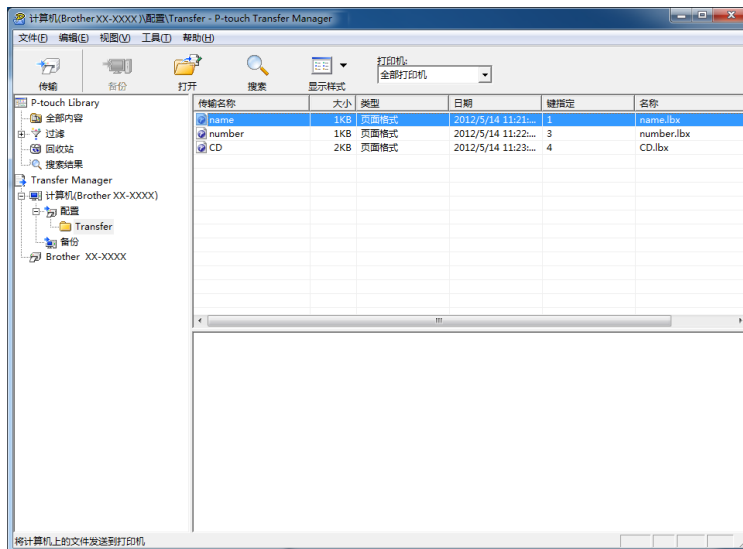 计算机(Brother XX-XXXX)\配置\Transfer - P-touch Transfer Manager
文件(F) 编辑(E) 视图(V) 工具(T) 帮助(H)
传输 备份 打开 搜索 显示样式 打印机: 全部打印机
P-touch Library
全部内容
过滤
回收站
搜索结果
Transfer Manager
计算机(Brother XX-XXXX)
配置
Transfer
备份
Brother XX-XXXX
传输名称 大小 类型 日期 键指定 名称
name 1KB 页面格式 2012/5/14 11:21:... 1 name.lbx
number 1KB 页面格式 2012/5/14 11:22:... 3 number.lbx
CD 2KB 页面格式 2012/5/14 11:23:... 4 CD.lbx
将计算机上的文件发送到打印机